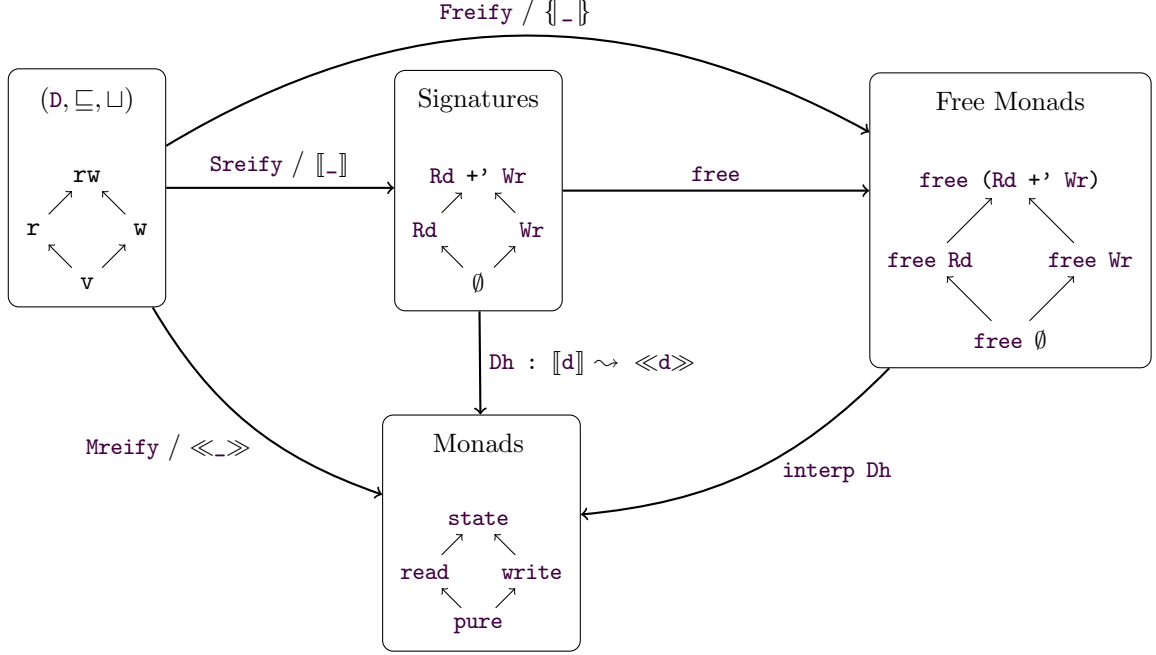 Freify / {[_]}
(D, ⊑, ⊔)
rw
r w
v
Sreify / ⟦_⟧
Signatures
Rd +' Wr
Rd Wr
∅
free
Free Monads
free (Rd +' Wr)
free Rd free Wr
free ∅
Dh : ⟦d⟧ ⇝ ≪d≫
Mreify / ≪_≫
Monads
state
read write
pure
interp Dh